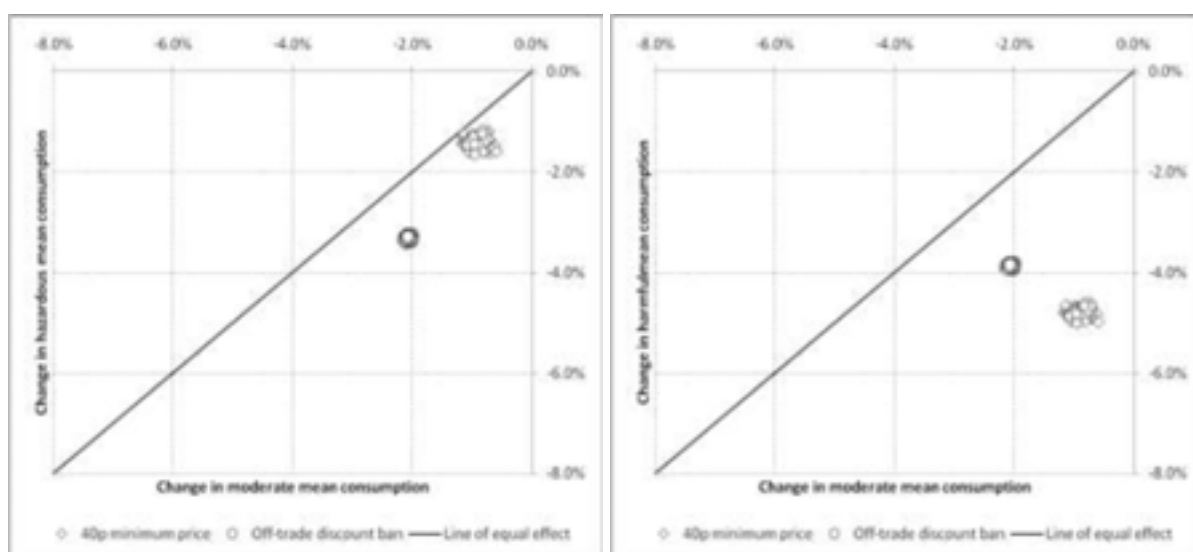 -8.0% -6.0% -4.0% -2.0% 0.0%
0.0%
-2.0%
-4.0%
-6.0%
-8.0%
Change in hazardous mean consumption
Change in moderate mean consumption
40p minimum price Off-trade discount ban Line of equal effect
-8.0% -6.0% -4.0% -2.0% 0.0%
0.0%
-2.0%
-4.0%
-6.0%
-8.0%
Change in harmfulmean consumption
Change in moderate mean consumption
40p minimum price Off-trade discount ban Line of equal effect